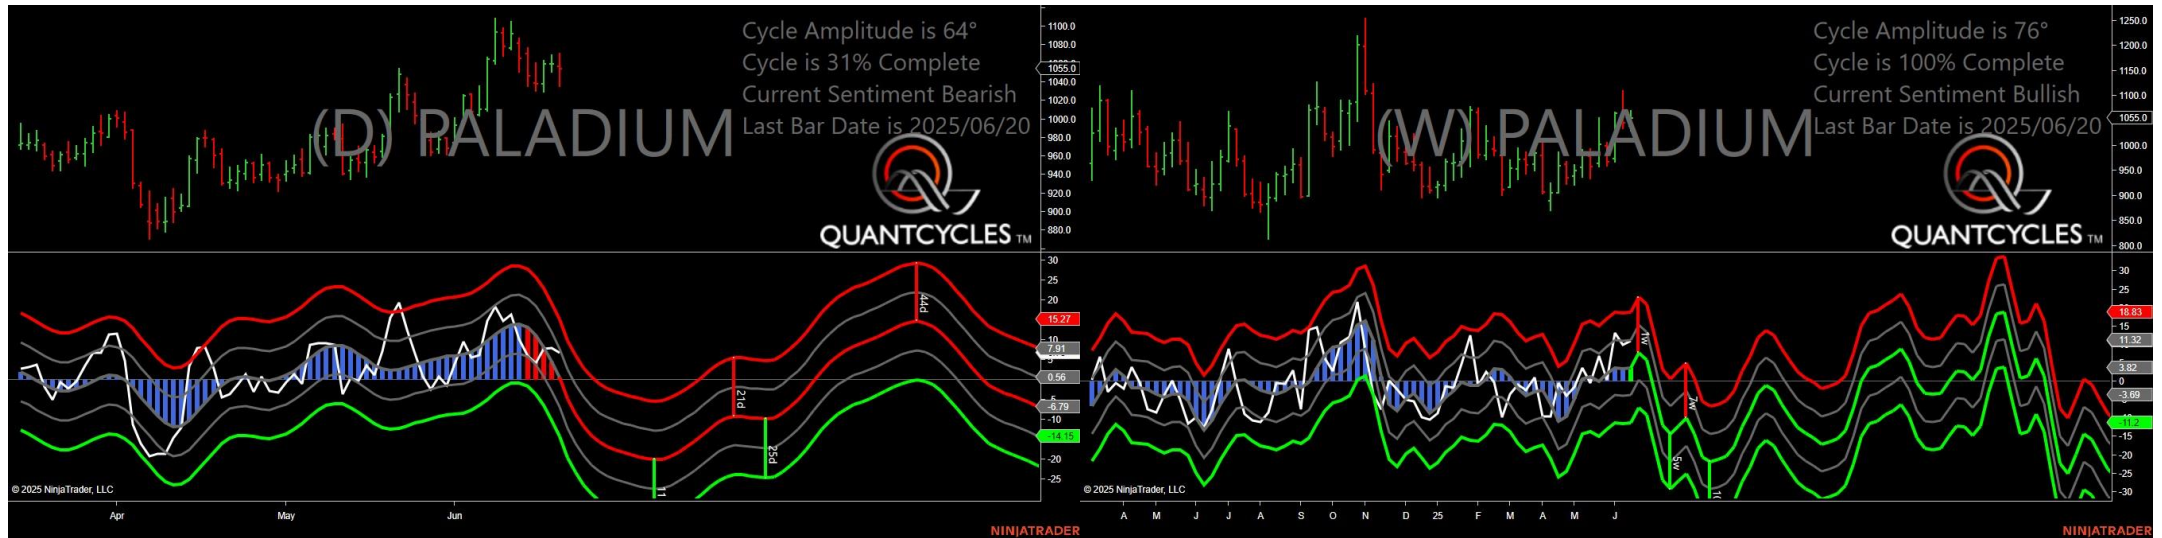 Cycle Amplitude is 64°
Cycle is 31% Complete
Current Sentiment Bearish
Last Bar Date is 2025/06/20
(D) PALADIUM
QUANTCYCLES TM
1100.0
1080.0
1055.0
1040.0
1020.0
1000.0
980.0
960.0
940.0
920.0
900.0
880.0
30
25
20
15.27
10
7.91
0.56
-5
-6.79
-10
-14.15
-20
-25
44d
21d
25d
11
© 2025 NinjaTrader, LLC
Apr
May
Jun
NINJATRADER
Cycle Amplitude is 76°
Cycle is 100% Complete
Current Sentiment Bullish
Last Bar Date is 2025/06/20
(W) PALADIUM
QUANTCYCLES TM
1250.0
1200.0
1150.0
1100.0
1055.0
1000.0
950.0
900.0
850.0
800.0
30
25
18.83
15
11.32
3.82
0
-3.69
-11.2
-15
-20
-25
-30
1w
7w
5w
© 2025 NinjaTrader, LLC
A M J J A S O N D 25 F M A M J
NINJATRADER